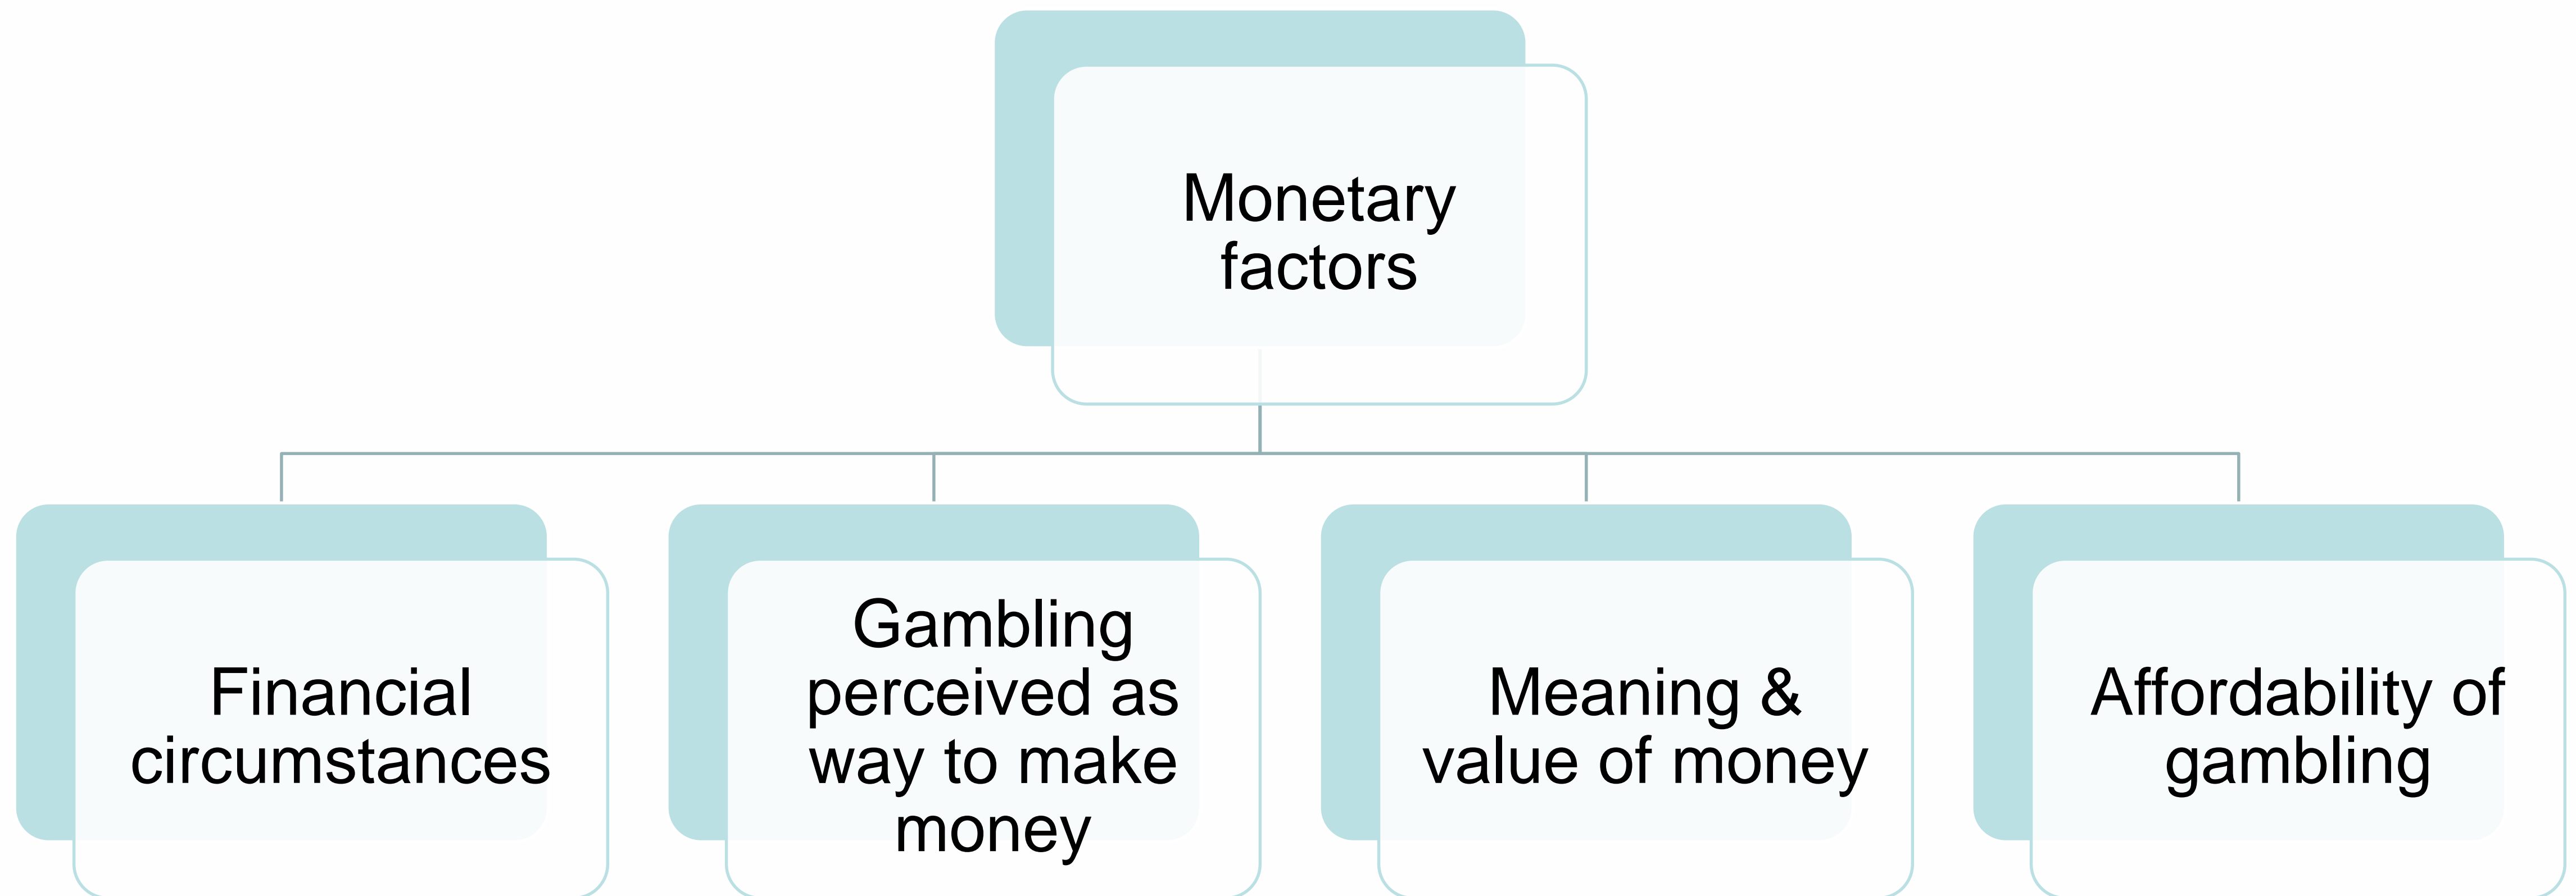 Monetary
factors
Financial
circumstances
Gambling
perceived as
way to make
money
Meaning &
value of money
Affordability of
gambling